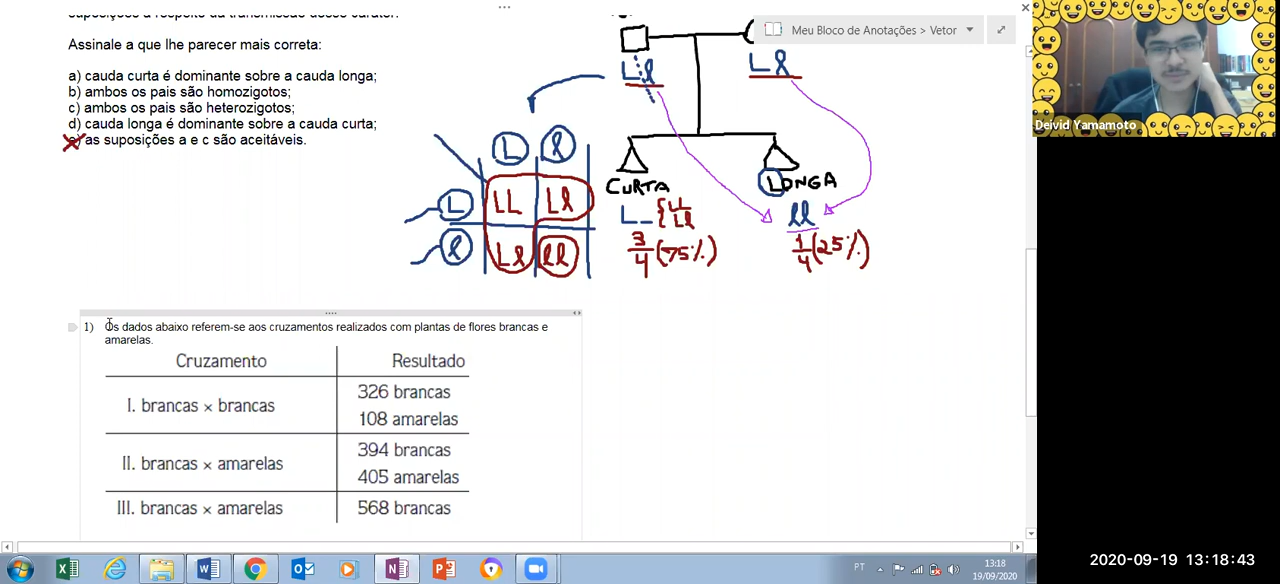 Assinale a que lhe parecer mais correta:
a) cauda curta é dominante sobre a cauda longa;
b) ambos os pais são homozigotos;
c) ambos os pais são heterozigotos;
d) cauda longa é dominante sobre a cauda curta;
as suposições a e c são aceitáveis.
Meu Bloco de Anotações > Vetor
Deivid Yamamoto
Ll
Ll
L l
L LL Ll
l Ll ll
CURTA
L_ { LL
Ll
3/4 (75%)
LONGA
ll
1/4 (25%)
1) Os dados abaixo referem-se aos cruzamentos realizados com plantas de flores brancas e
amarelas.
Cruzamento Resultado
I. brancas × brancas
326 brancas
108 amarelas
II. brancas × amarelas
394 brancas
405 amarelas
III. brancas × amarelas 568 brancas
PT
13:18
19/09/2020
2020-09-19 13:18:43